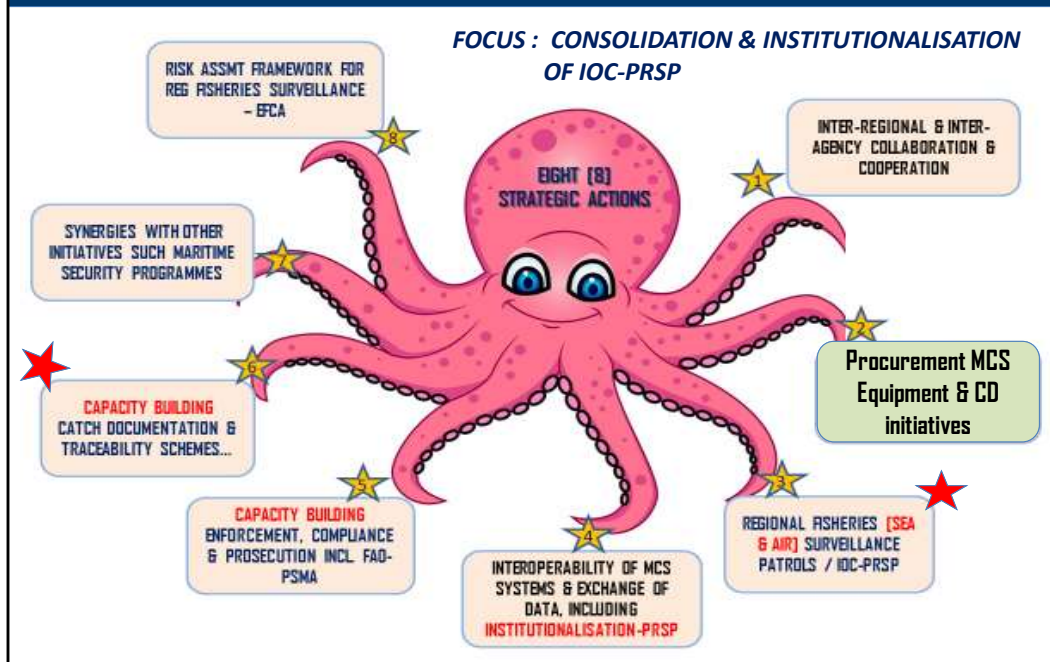 FOCUS : CONSOLIDATION & INSTITUTIONALISATION
OF IOC-PRSP
EIGHT [8]
STRATEGIC ACTIONS
1
INTER-REGIONAL & INTER-
AGENCY COLLABORATION &
COOPERATION
2
Procurement MCS
Equipment & CD
initiatives
3
REGIONAL FISHERIES [SEA
& AIR] SURVEILLANCE
PATROLS / IOC-PRSP
4
INTEROPERABILITY OF MCS
SYSTEMS & EXCHANGE OF
DATA, INCLUDING
INSTITUTIONALISATION-PRSP
5
CAPACITY BUILDING
ENFORCEMENT, COMPLIANCE
& PROSECUTION INCL. FAO-
PSMA
6
CAPACITY BUILDING
CATCH DOCUMENTATION &
TRACEABILITY SCHEMES...
7
SYNERGIES WITH OTHER
INITIATIVES SUCH MARITIME
SECURITY PROGRAMMES
8
RISK ASSMT FRAMEWORK FOR
REG FISHERIES SURVEILLANCE
– EFCA